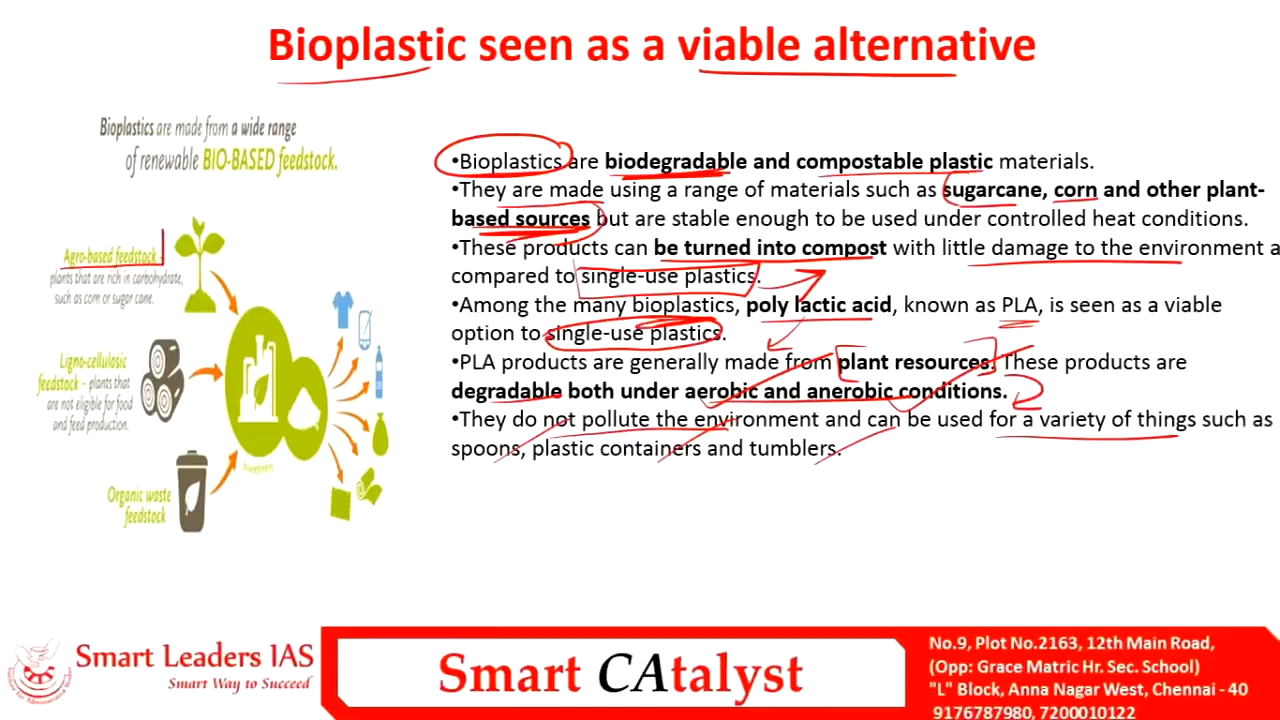 Bioplastic seen as a viable alternative
Bioplastics are made from a wide range
of renewable BIO-BASED feedstock.
Agro-based feedstock -
plants that are rich in carbohydrate,
such as corn or sugar cane.
Ligno-cellulosic
feedstock - plants that
are not eligible for food
and feed production.
Organic waste
feedstock
•Bioplastics are biodegradable and compostable plastic materials.
•They are made using a range of materials such as sugarcane, corn and other plant-
based sources but are stable enough to be used under controlled heat conditions.
•These products can be turned into compost with little damage to the environment a
compared to single-use plastics.
•Among the many bioplastics, poly lactic acid, known as PLA, is seen as a viable
option to single-use plastics.
•PLA products are generally made from plant resources. These products are
degradable both under aerobic and anerobic conditions.
•They do not pollute the environment and can be used for a variety of things such as
spoons, plastic containers and tumblers.
Smart Leaders IAS
Smart Way to Succeed
Smart CAtalyst
No.9, Plot No.2163, 12th Main Road,
(Opp: Grace Matric Hr. Sec. School)
"L" Block, Anna Nagar West, Chennai - 40
9176787980, 7200010122